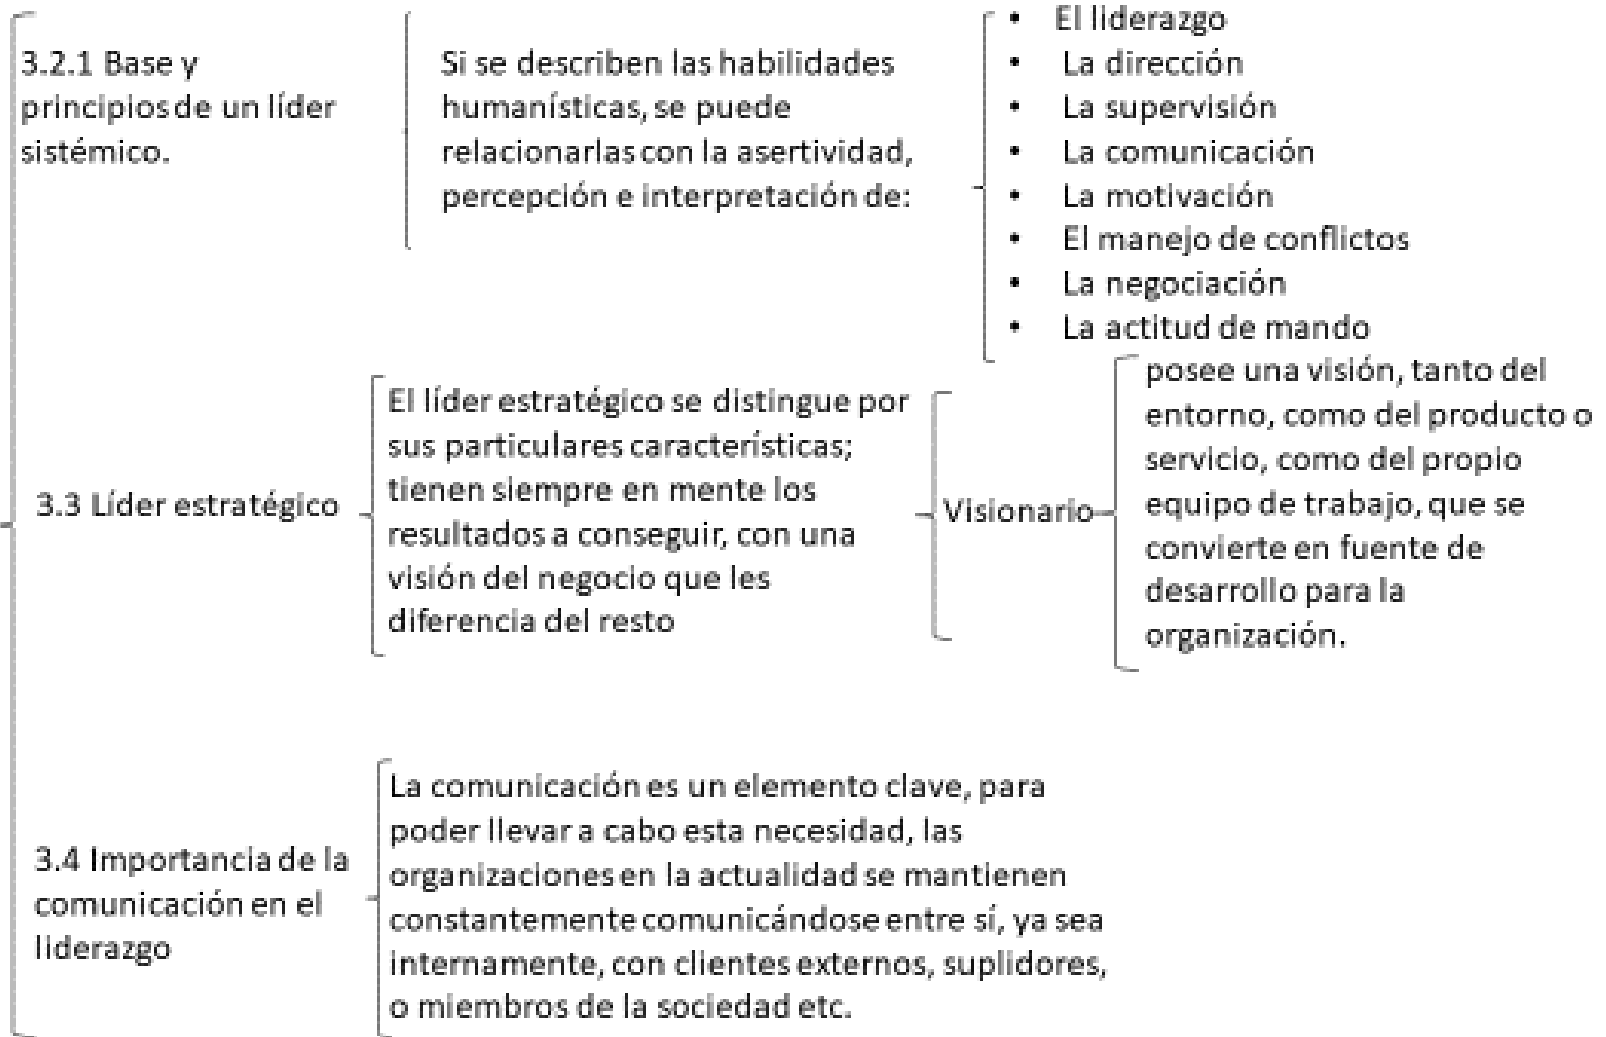 3.2.1 Base y
principios de un líder
sistémico.
Si se describen las habilidades
humanísticas, se puede
relacionarlas con la asertividad,
percepción e interpretación de:
• El liderazgo
• La dirección
• La supervisión
• La comunicación
• La motivación
• El manejo de conflictos
• La negociación
• La actitud de mando
3.3 Líder estratégico
El líder estratégico se distingue por
sus particulares características;
tienen siempre en mente los
resultados a conseguir, con una
visión del negocio que les
diferencia del resto
Visionario
posee una visión, tanto del
entorno, como del producto o
servicio, como del propio
equipo de trabajo, que se
convierte en fuente de
desarrollo para la
organización.
3.4 Importancia de la
comunicación en el
liderazgo
La comunicación es un elemento clave, para
poder llevar a cabo esta necesidad, las
organizaciones en la actualidad se mantienen
constantemente comunicándose entre sí, ya sea
internamente, con clientes externos, suplidores,
o miembros de la sociedad etc.